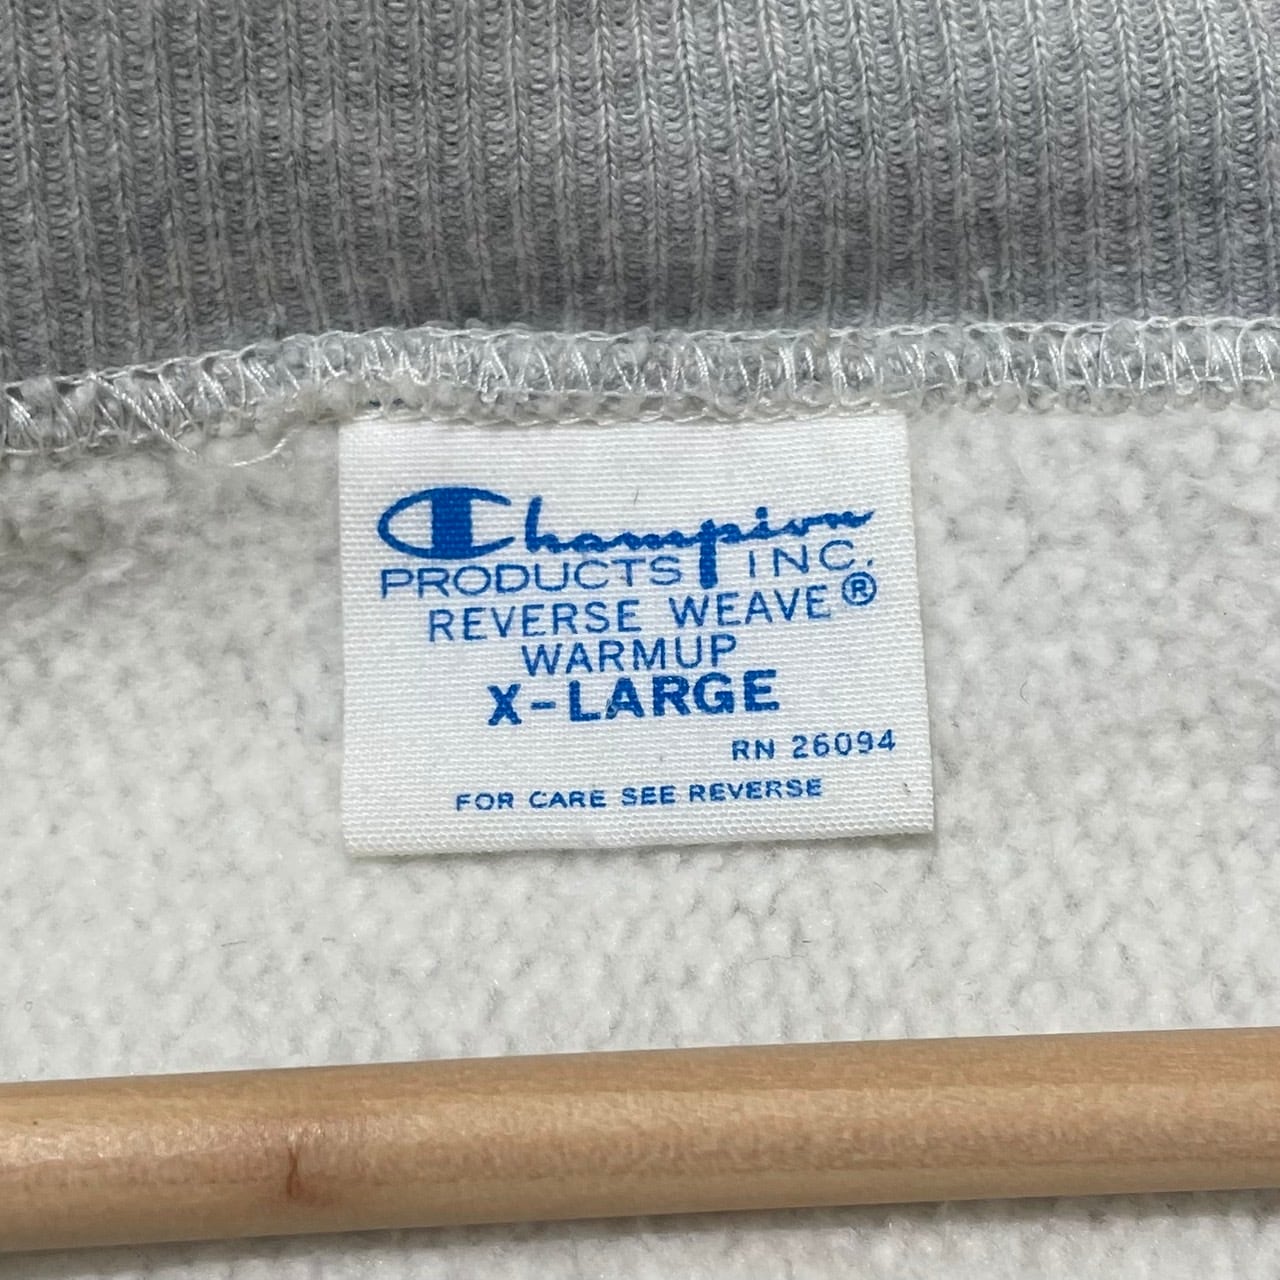 Champion
PRODUCTS INC.
REVERSE WEAVE®
WARMUP
X-LARGE
RN 26094
FOR CARE SEE REVERSE